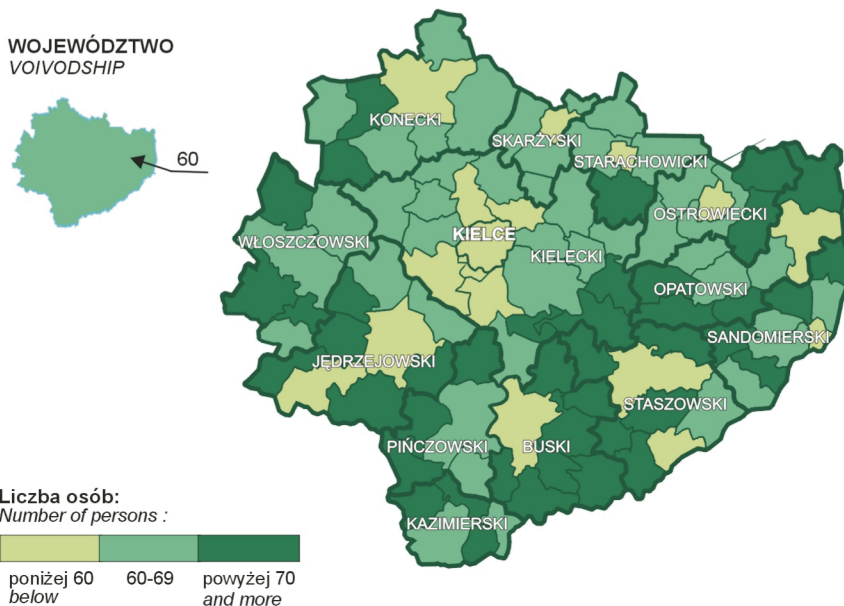 WOJEWÓDZTWO
VOIVODSHIP
60
KONECKI
SKARŻYSKI
STARACHOWICKI
OSTROWIECKI
KIELCE
WŁOSZCZOWSKI
KIELECKI
OPATOWSKI
SANDOMIERSKI
JĘDRZEJOWSKI
STASZOWSKI
PIŃCZOWSKI
BUSKI
KAZIMIERSKI
Liczba osób:
Number of persons :
poniżej 60 60-69 powyżej 70
below and more